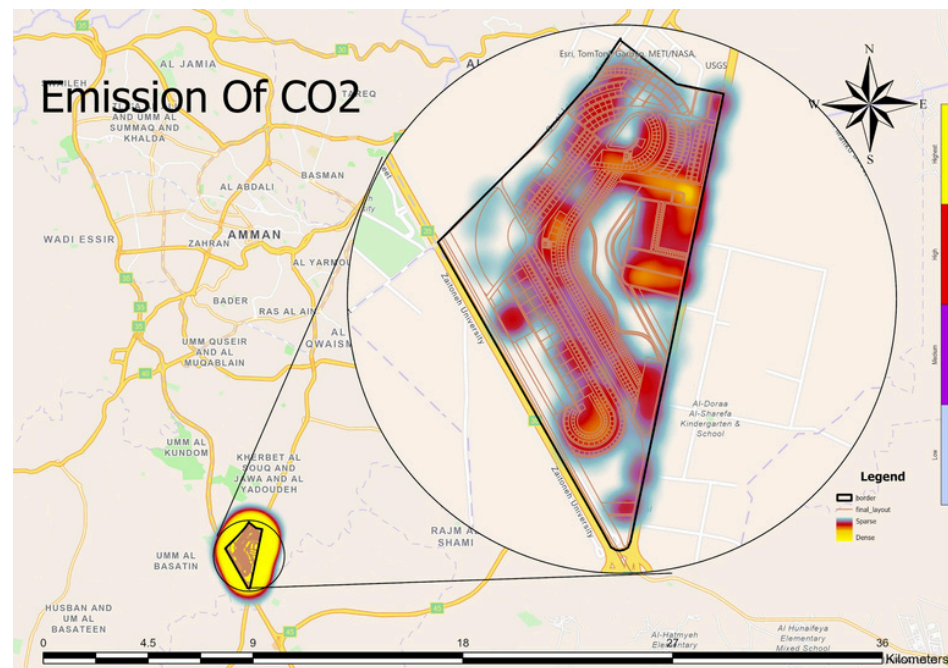 Emission Of CO2
AL JAMIA
TAREQ
AND UMM AL
SUMMAQ AND
KHALDA
BASMAN
AL ABDALI
WADI ESSIR
AMMAN
ZAHRAN
AL YARMOU
BADER
RAS AL AIN
AL
QWAISM
UMM QUSEIR
AND AL
MUQABLAIN
UMM AL
KUNDOM
KHERBET AL
SOUQ AND
JAWA AND AL
YADOUDEH
UMM AL
BASATIN
RAJM A
SHAMI
HUSBAN AND
UM AL
BASATEEN
Esri, TomTom, Garmin, METI/NASA,
USGS
Zaitoneh University
Zaitoneh University
Al-Doraa
Al-Sharefa
Kindergarten &
School
N
W
E
S
Highest
High
Medium
Low
Legend
border
final_layout
Sparse
Dense
Al-Hatmyeh
Elementary
Al Hunaifeya
Elementary
Mixed School
0
4.5
9
18
27
36
Kilometers